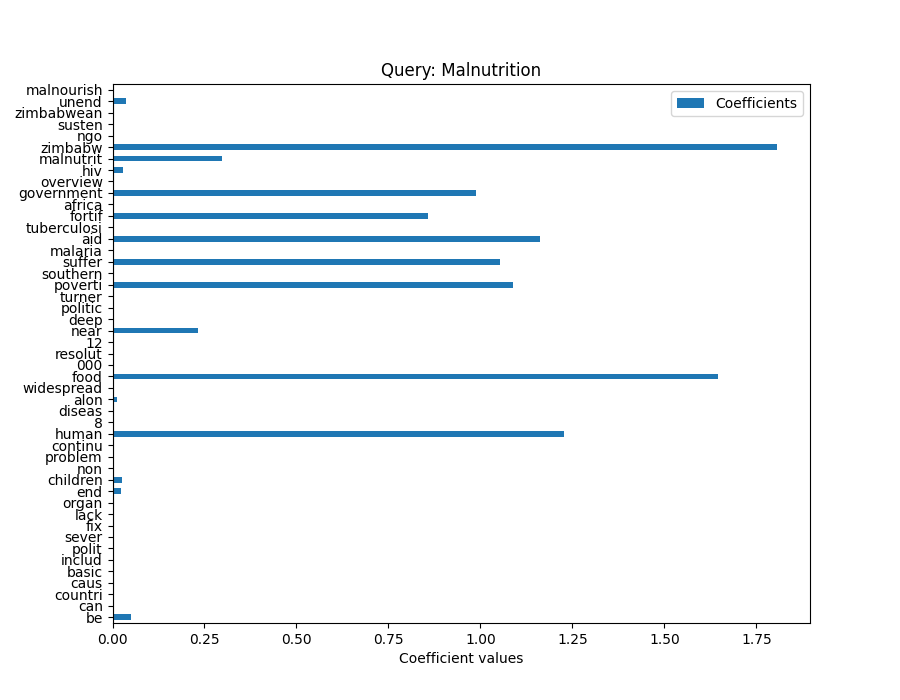 Query: Malnutrition
Coefficients
malnourish
unend
zimbabwean
susten
ngo
zimbabw
malnutrit
hiv
overview
government
africa
fortif
tuberculosi
aid
malaria
suffer
southern
poverti
turner
politic
deep
near
12
resolut
000
food
widespread
alon
diseas
8
human
continu
problem
non
children
end
organ
lack
fix
sever
polit
includ
basic
caus
countri
can
be
0.00 0.25 0.50 0.75 1.00 1.25 1.50 1.75
Coefficient values